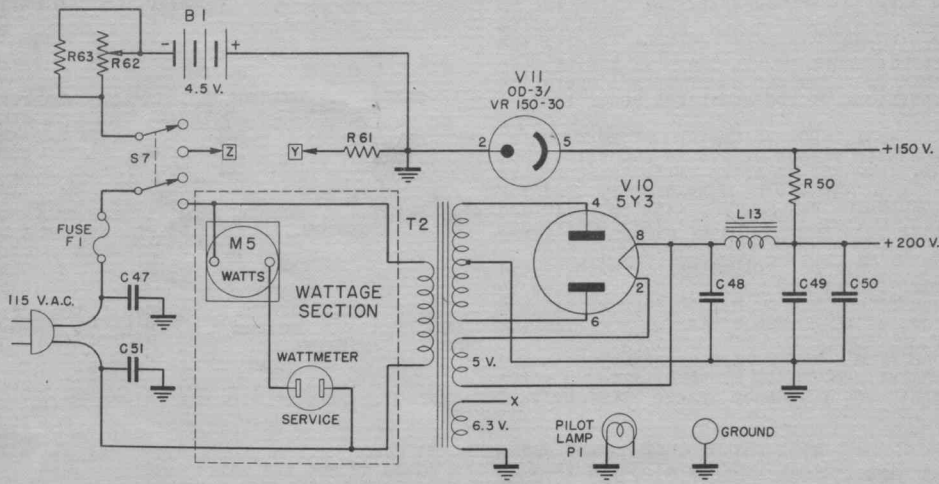 B1
- +
R63
R62
4.5 V.
V11
OD-3/
VR 150-30
2
5
+150 V.
S7
Z
Y
R61
R50
V10
5Y3
4
8
2
6
L13
+200 V.
FUSE
F1
M5
WATTS
T2
C47
C48
C49
C50
115 V.A.C.
WATTAGE
SECTION
C51
WATTMETER
SERVICE
5 V.
X
6.3 V.
PILOT
LAMP
P1
GROUND